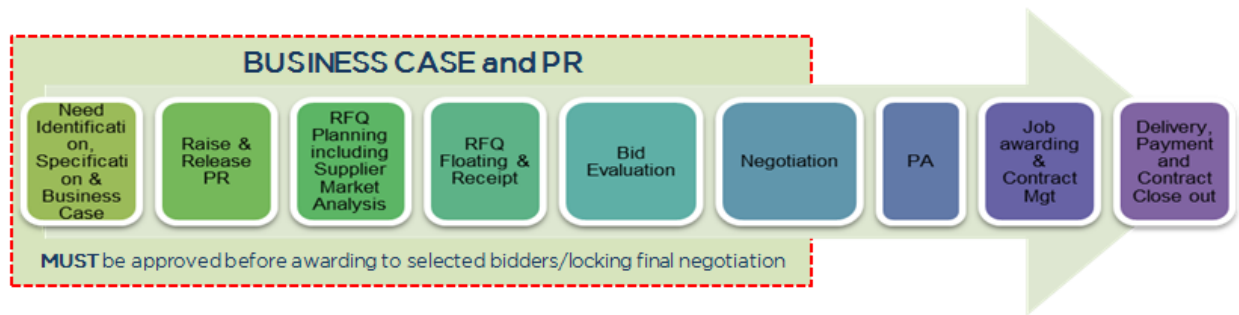 BUSINESS CASE and PR
Need
Identificati
on,
Specificati
on &
Business
Case
Raise &
Release
PR
RFQ
Planning
including
Supplier
Market
Analysis
RFQ
Floating &
Receipt
Bid
Evaluation
Negotiation
PA
Job
awarding
&
Contract
Mgt
Delivery,
Payment
and
Contract
Close out
MUST be approved before awarding to selected bidders/locking final negotiation